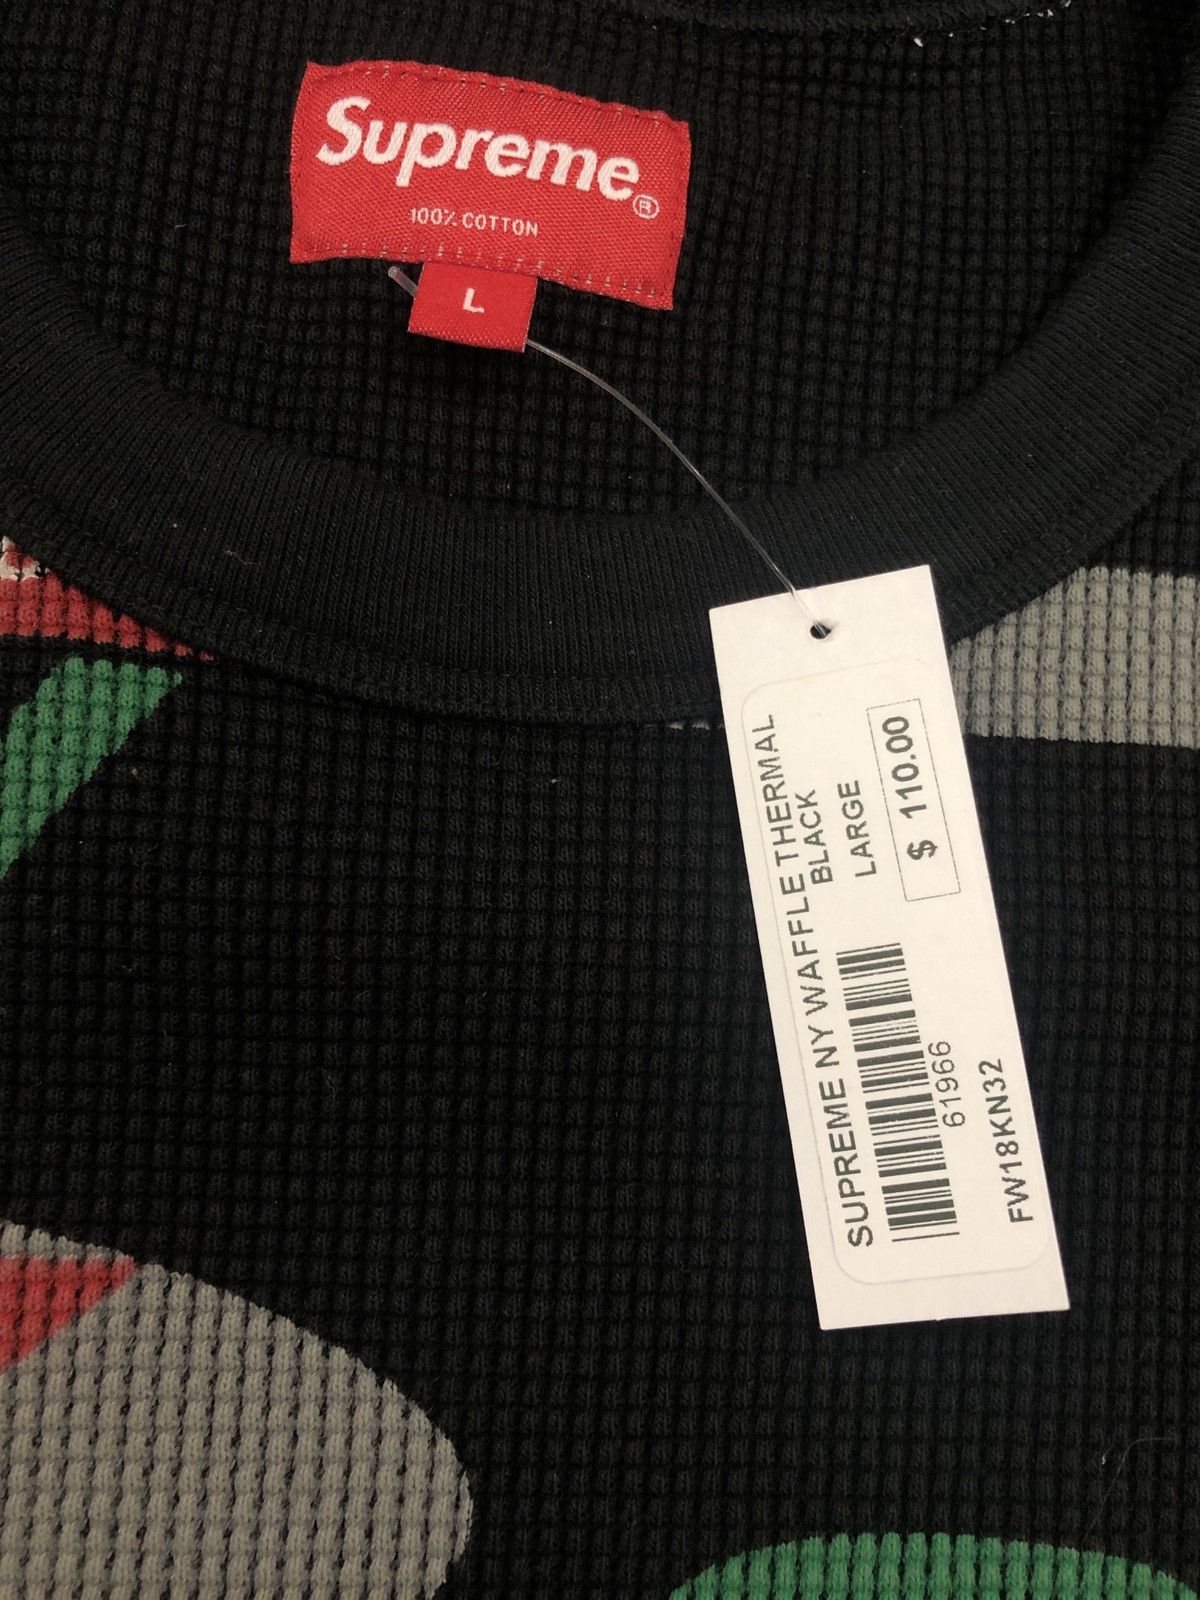 Supreme®
100% COTTON
L
SUPREME NY WAFFLE THERMAL
BLACK
LARGE
$ 110.00
61966
FW18KN32